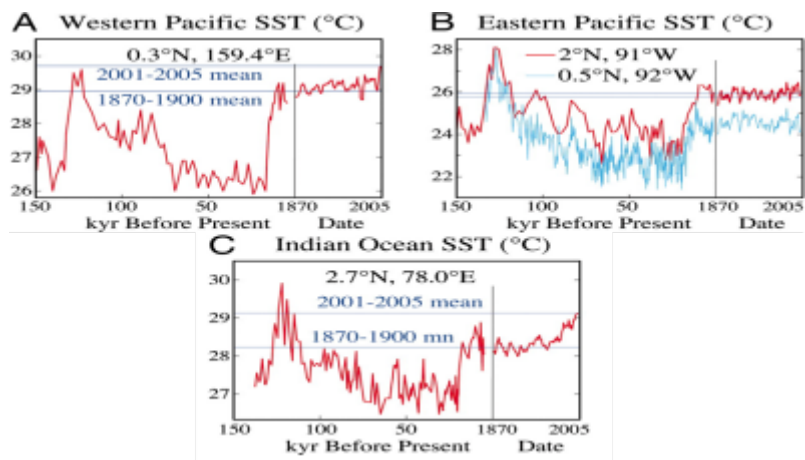 A Western Pacific SST (°C)
0.3°N, 159.4°E
2001-2005 mean
1870-1900 mean
30
29
28
27
26
150 100 50 1870 2005
kyr Before Present Date
B Eastern Pacific SST (°C)
2°N, 91°W
0.5°N, 92°W
28
26
24
22
150 100 50 1870 2005
kyr Before Present Date
C Indian Ocean SST (°C)
2.7°N, 78.0°E
2001-2005 mean
1870-1900 mn
30
29
28
27
150 100 50 1870 2005
kyr Before Present Date